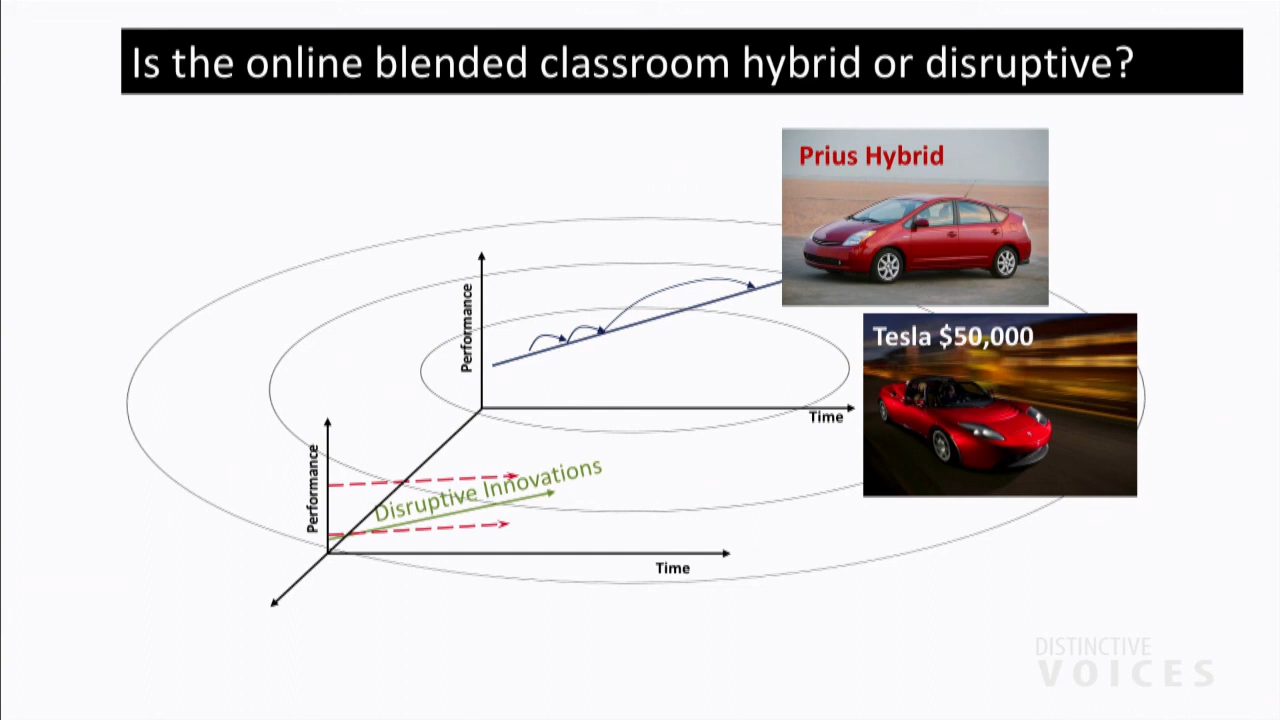 Is the online blended classroom hybrid or disruptive?
Prius Hybrid
Tesla $50,000
Performance
Time
Performance
Disruptive Innovations
Time
DISTINCTIVE
VOICES